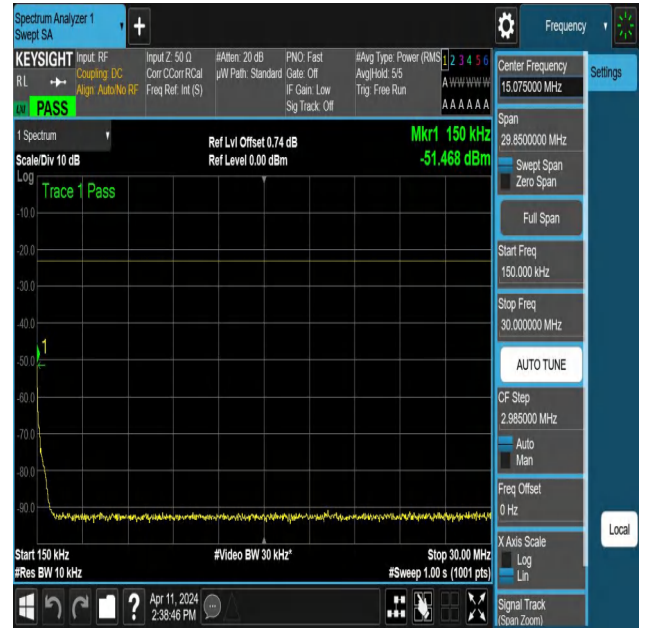 Spectrum Analyzer 1
Swept SA
Frequency
KEYSIGHT
RL
LXI
PASS
Input: RF
Coupling: DC
Align: Auto/No RF
Input Z: 50 Ω
Corr CCorr RCal
Freq Ref: Int (S)
#Atten: 20 dB
µW Path: Standard
PNO: Fast
Gate: Off
IF Gain: Low
Sig Track: Off
#Avg Type: Power (RMS
Avg|Hold: 5/5
Trig: Free Run
1 2 3 4 5 6
A W W W W W
A A A A A A
1 Spectrum
Scale/Div 10 dB
Ref Lvl Offset 0.74 dB
Ref Level 0.00 dBm
Mkr1 150 kHz
-51.468 dBm
Log
Trace 1 Pass
-10.0
-20.0
-30.0
-40.0
1
-50.0
-60.0
-70.0
-80.0
-90.0
Start 150 kHz
#Res BW 10 kHz
#Video BW 30 kHz*
Stop 30.00 MHz
#Sweep 1.00 s (1001 pts)
Apr 11, 2024
2:38:46 PM
Center Frequency
15.075000 MHz
Span
29.8500000 MHz
Swept Span
Zero Span
Full Span
Start Freq
150.000 kHz
Stop Freq
30.000000 MHz
AUTO TUNE
CF Step
2.985000 MHz
Auto
Man
Freq Offset
0 Hz
X Axis Scale
Log
Lin
Signal Track
(Span Zoom)
Settings
Local